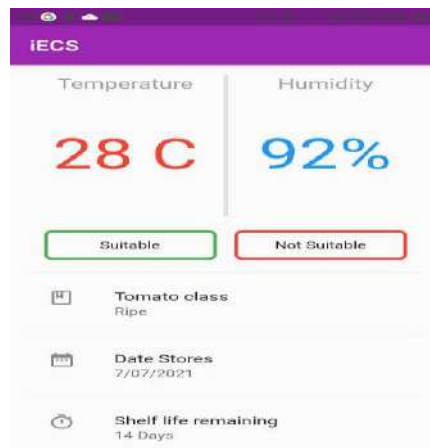 iECS
Temperature Humidity
28 C 92%
Suitable Not Suitable
Tomato class
Ripe
Date Stores
7/07/2021
Shelf life remaining
14 Days